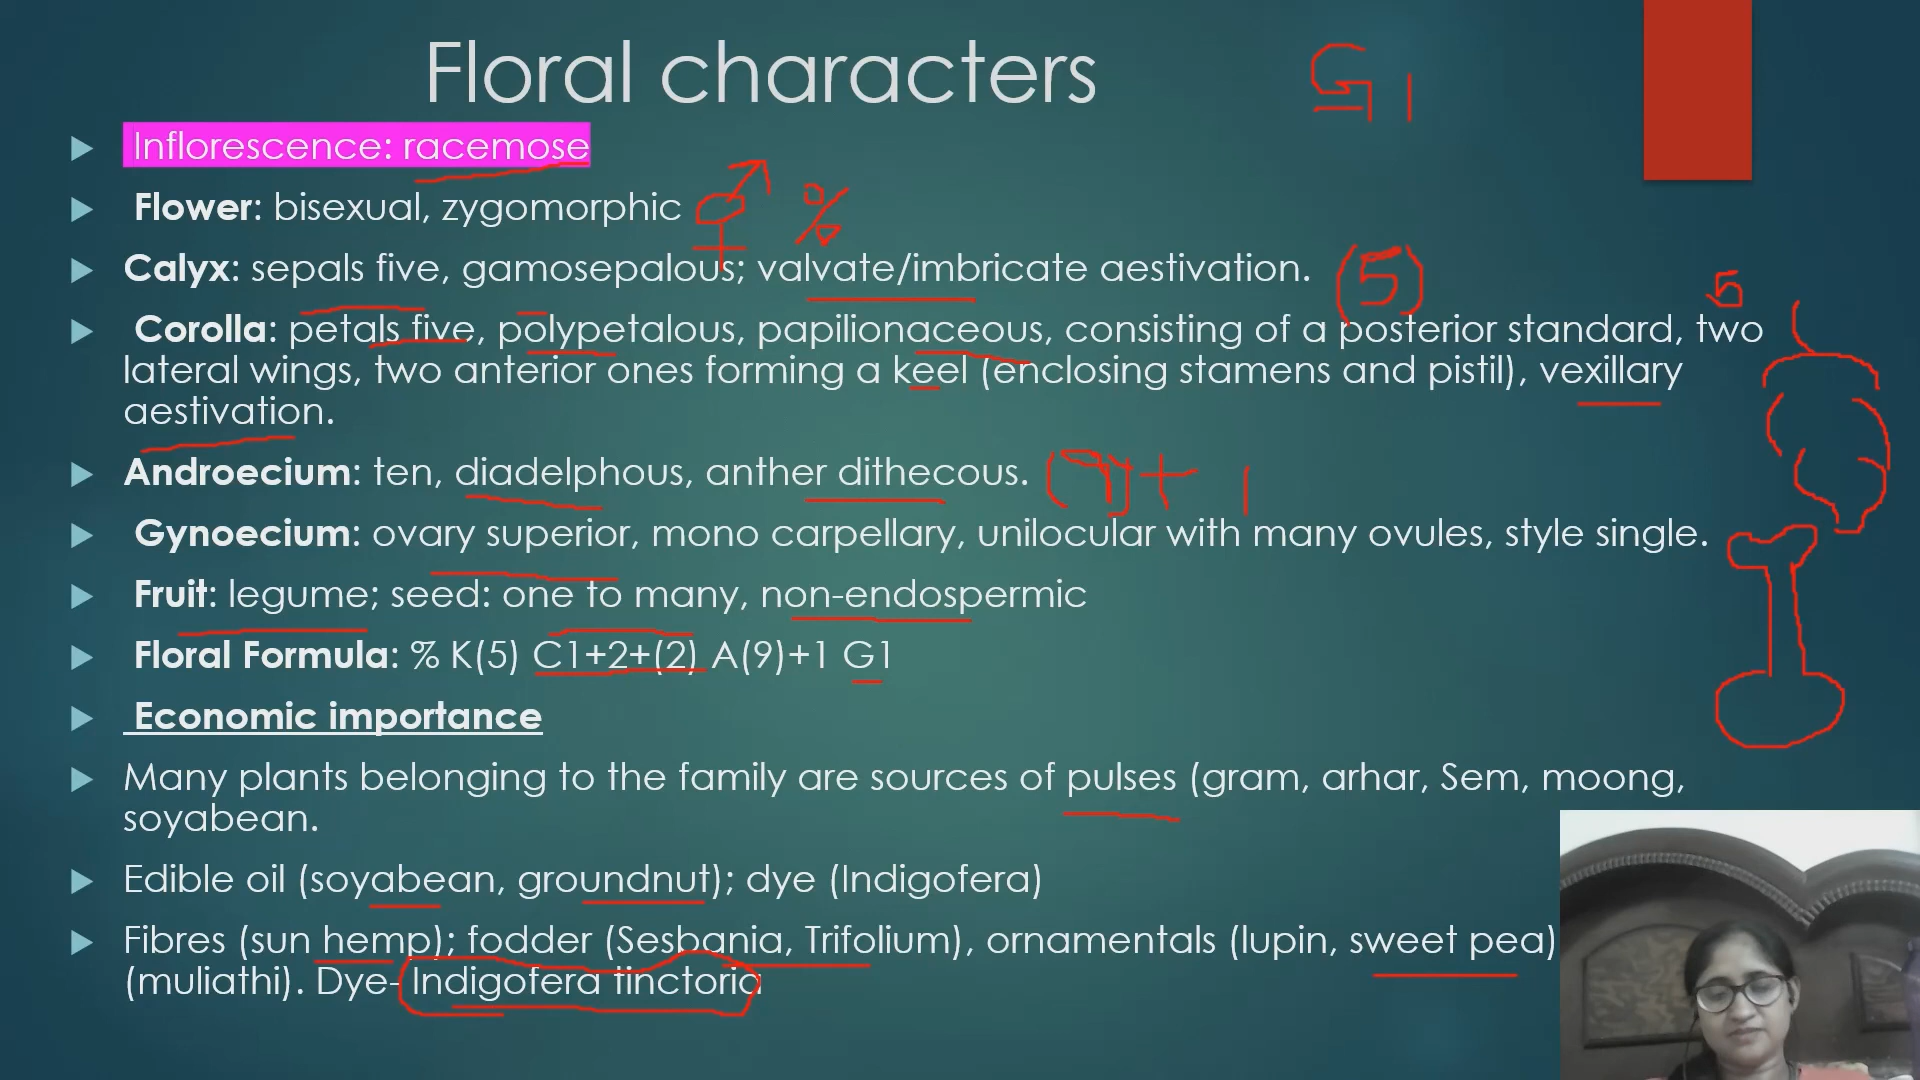 Floral characters
G1
Inflorescence: racemose
Flower: bisexual, zygomorphic
%
Calyx: sepals five, gamosepalous; valvate/imbricate aestivation.
(5)
5
Corolla: petals five, polypetalous, papilionaceous, consisting of a posterior standard, two
lateral wings, two anterior ones forming a keel (enclosing stamens and pistil), vexillary
aestivation.
Androecium: ten, diadelphous, anther dithecous.
(9)+ 1
Gynoecium: ovary superior, mono carpellary, unilocular with many ovules, style single.
Fruit: legume; seed: one to many, non-endospermic
Floral Formula: % K(5) C1+2+(2) A(9)+1 G1
Economic importance
Many plants belonging to the family are sources of pulses (gram, arhar, Sem, moong,
soyabean.
Edible oil (soyabean, groundnut); dye (Indigofera)
Fibres (sun hemp); fodder (Sesbania, Trifolium), ornamentals (lupin, sweet pea)
(muliathi). Dye- Indigofera tinctoria